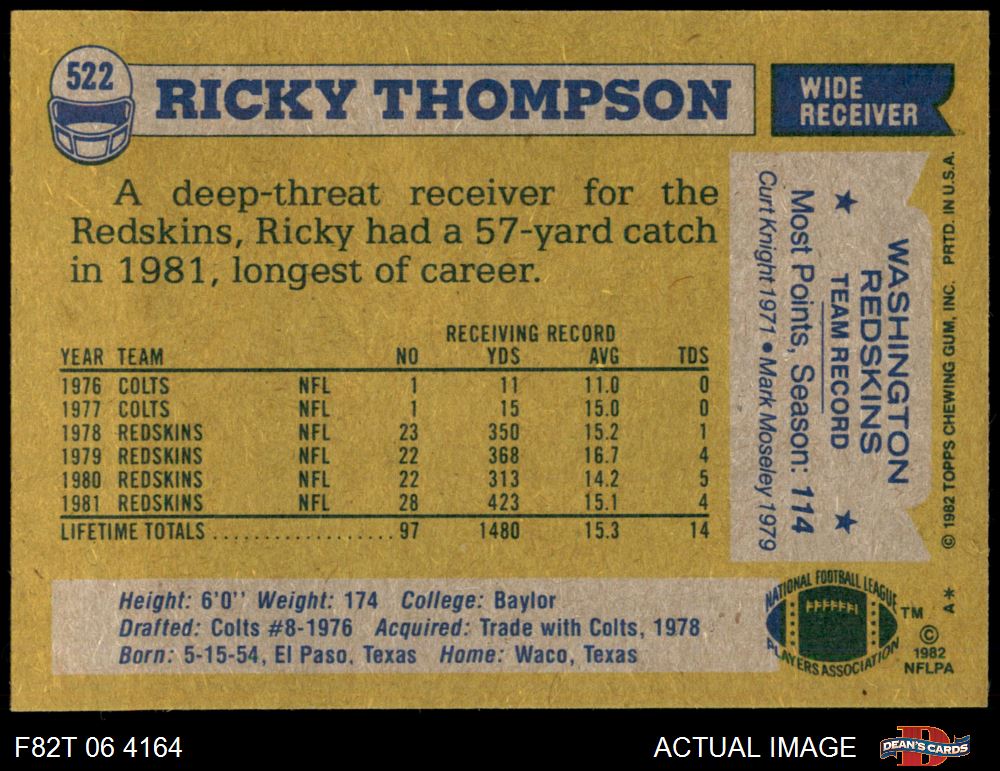 522
RICKY THOMPSON
WIDE
RECEIVER
A deep-threat receiver for the
Redskins, Ricky had a 57-yard catch
in 1981, longest of career.
RECEIVING RECORD
YEAR TEAM NO YDS AVG TDS
1976 COLTS NFL 1 11 11.0 0
1977 COLTS NFL 1 15 15.0 0
1978 REDSKINS NFL 23 350 15.2 1
1979 REDSKINS NFL 22 368 16.7 4
1980 REDSKINS NFL 22 313 14.2 5
1981 REDSKINS NFL 28 423 15.1 4
LIFETIME TOTALS .................. 97 1480 15.3 14
WASHINGTON
REDSKINS
TEAM RECORD
Most Points, Season: 114
Curt Knight 1971 • Mark Moseley 1979
© 1982 TOPPS CHEWING GUM, INC. PRTD. IN U.S.A.
Height: 6'0" Weight: 174 College: Baylor
Drafted: Colts #8-1976 Acquired: Trade with Colts, 1978
Born: 5-15-54, El Paso, Texas Home: Waco, Texas
NATIONAL FOOTBALL LEAGUE
PLAYERS ASSOCIATION
TM
©
1982
NFLPA
A*
F82T 06 4164
ACTUAL IMAGE
D
DEAN'S CARDS